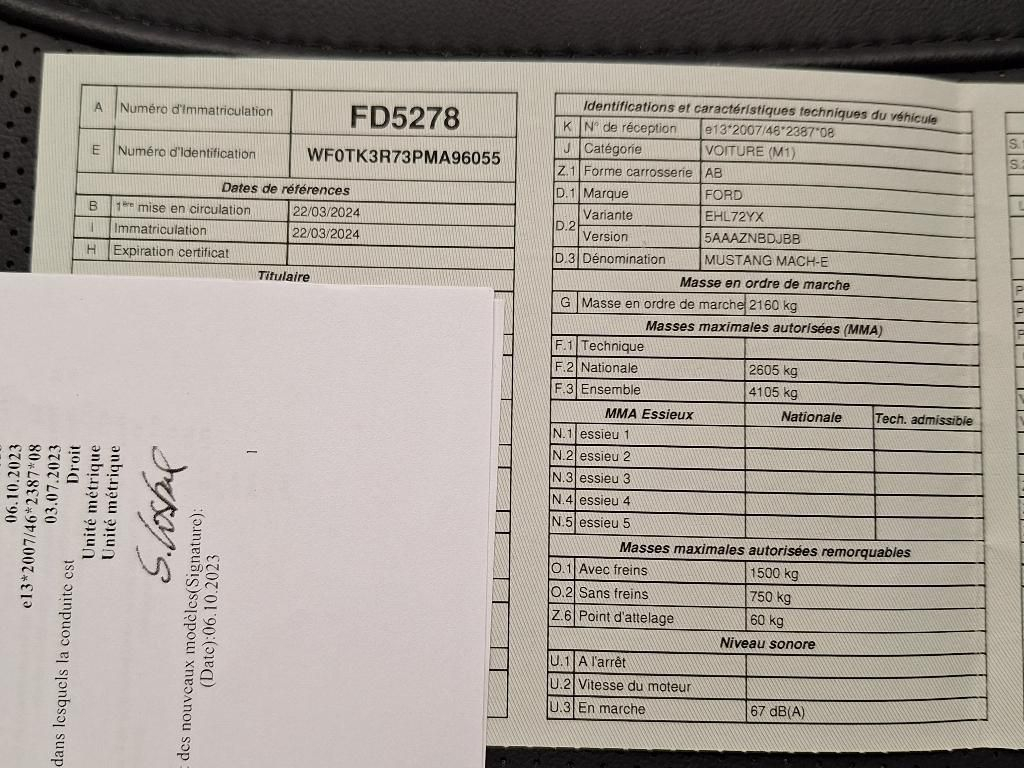 A Numéro d'Immatriculation FD5278
E Numéro d'Identification WF0TK3R73PMA96055
Dates de références
B 1ère mise en circulation 22/03/2024
I Immatriculation 22/03/2024
H Expiration certificat
Titulaire
Identifications et caractéristiques techniques du véhicule
K N° de réception e13*2007/46*2387*08
J Catégorie VOITURE (M1)
Z.1 Forme carrosserie AB
D.1 Marque FORD
D.2 Variante EHL72YX
Version 5AAAZNBDJBB
D.3 Dénomination MUSTANG MACH-E
Masse en ordre de marche
G Masse en ordre de marche 2160 kg
Masses maximales autorisées (MMA)
F.1 Technique
F.2 Nationale 2605 kg
F.3 Ensemble 4105 kg
MMA Essieux Nationale Tech. admissible
N.1 essieu 1
N.2 essieu 2
N.3 essieu 3
N.4 essieu 4
N.5 essieu 5
Masses maximales autorisées remorquables
O.1 Avec freins 1500 kg
O.2 Sans freins 750 kg
Z.6 Point d'attelage 60 kg
Niveau sonore
U.1 A l'arrêt
U.2 Vitesse du moteur
U.3 En marche 67 dB(A)
06.10.2023
e13*2007/46*2387*08
03.07.2023
dans lesquels la conduite est Droit
Unité métrique
Unité métrique
des nouveaux modèles(Signature):
(Date):06.10.2023